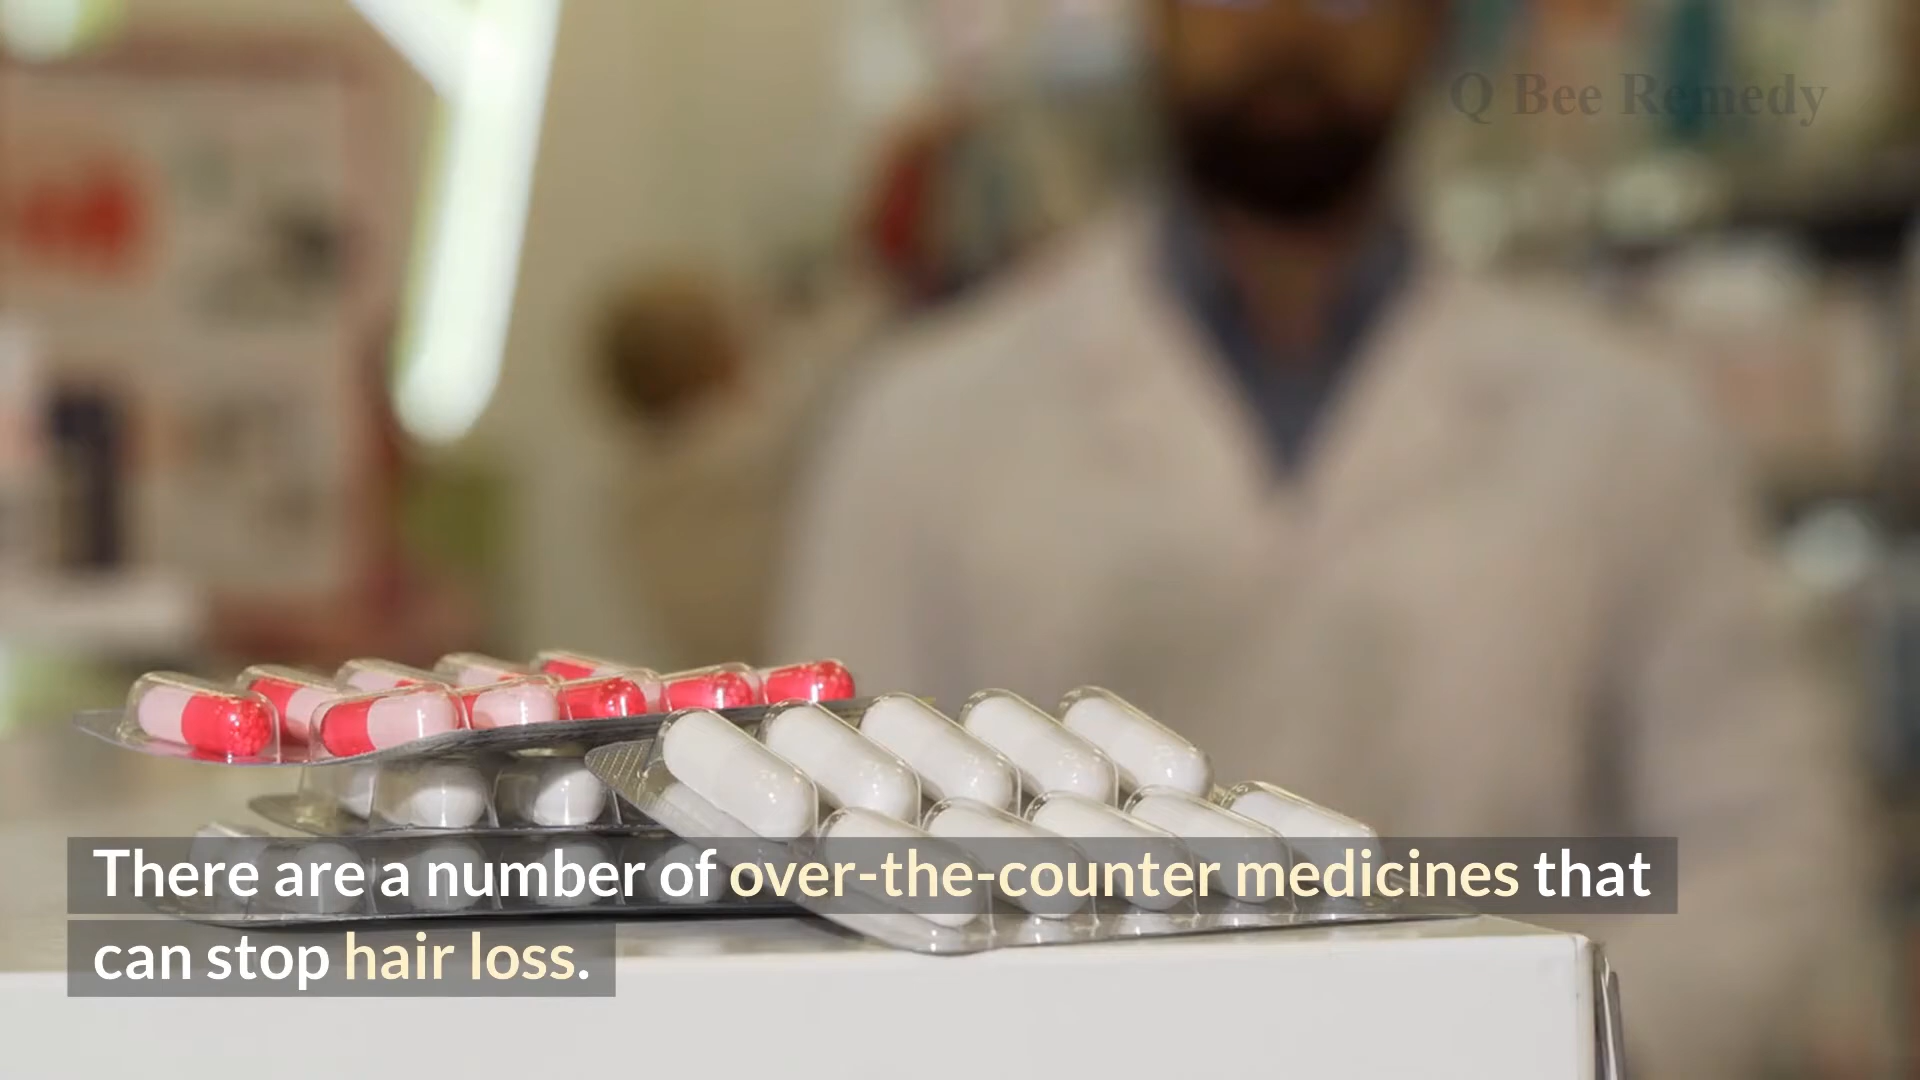 Q Bee Remedy
There are a number of over-the-counter medicines that
can stop hair loss.